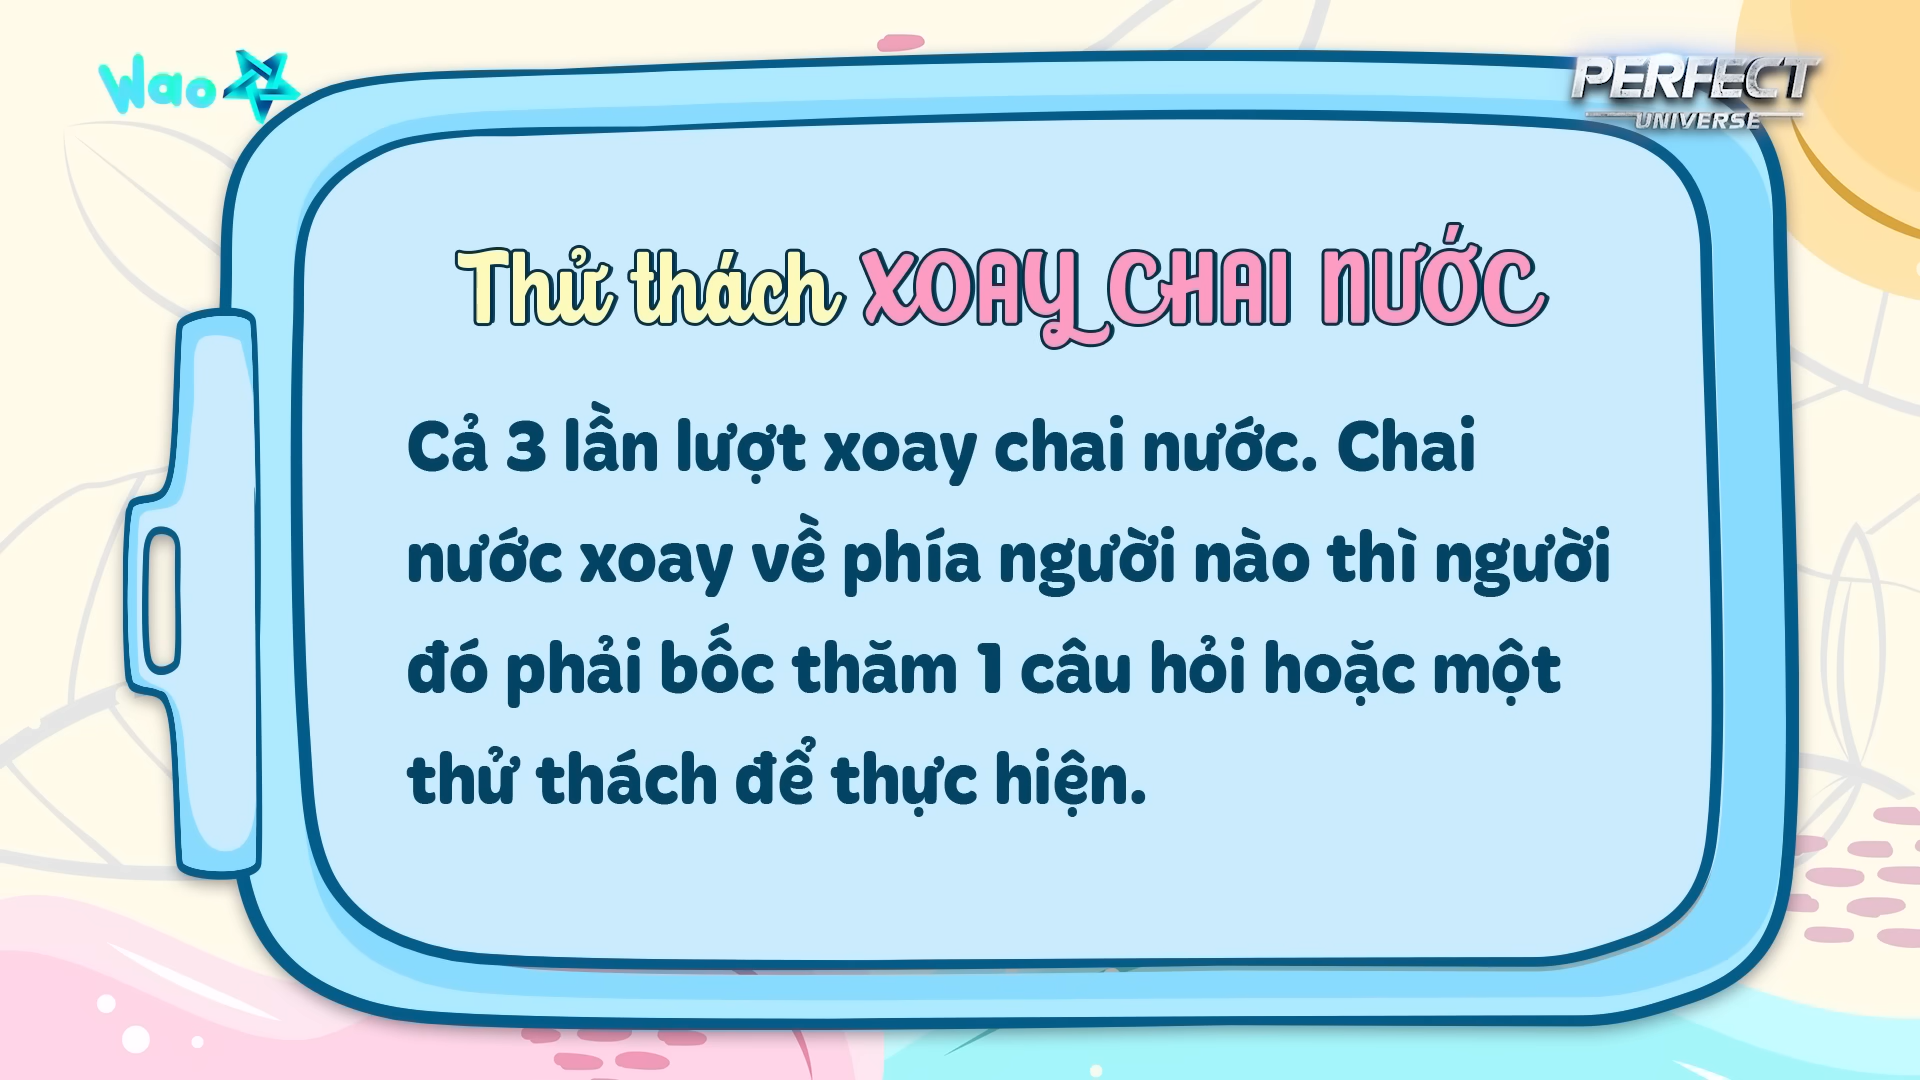 Wao
PERFECT
UNIVERSE
Thử thách XOAY CHAI NƯỚC
Cả 3 lần lượt xoay chai nước. Chai
nước xoay về phía người nào thì người
đó phải bốc thăm 1 câu hỏi hoặc một
thử thách để thực hiện.